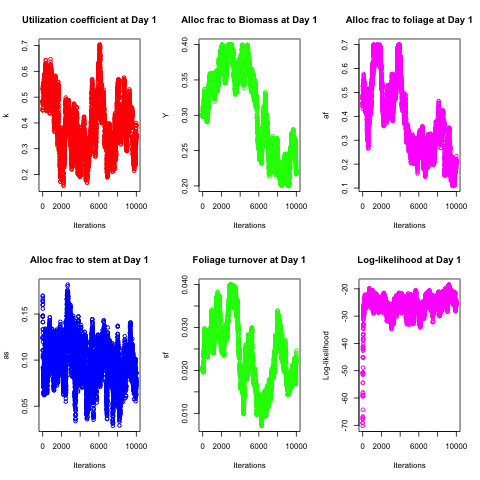 Utilization coefficient at Day 1
k
0.2 0.3 0.4 0.5 0.6 0.7
0 2000 6000 10000
Iterations
Alloc frac to Biomass at Day 1
Y
0.20 0.25 0.30 0.35 0.40
0 2000 6000 10000
Iterations
Alloc frac to foliage at Day 1
af
0.1 0.2 0.3 0.4 0.5 0.6 0.7
0 2000 6000 10000
Iterations
Alloc frac to stem at Day 1
as
0.05 0.10 0.15
0 2000 6000 10000
Iterations
Foliage turnover at Day 1
sf
0.010 0.020 0.030 0.040
0 2000 6000 10000
Iterations
Log-likelihood at Day 1
Log-likelihood
-70 -60 -50 -40 -30 -20
0 2000 6000 10000
Iterations